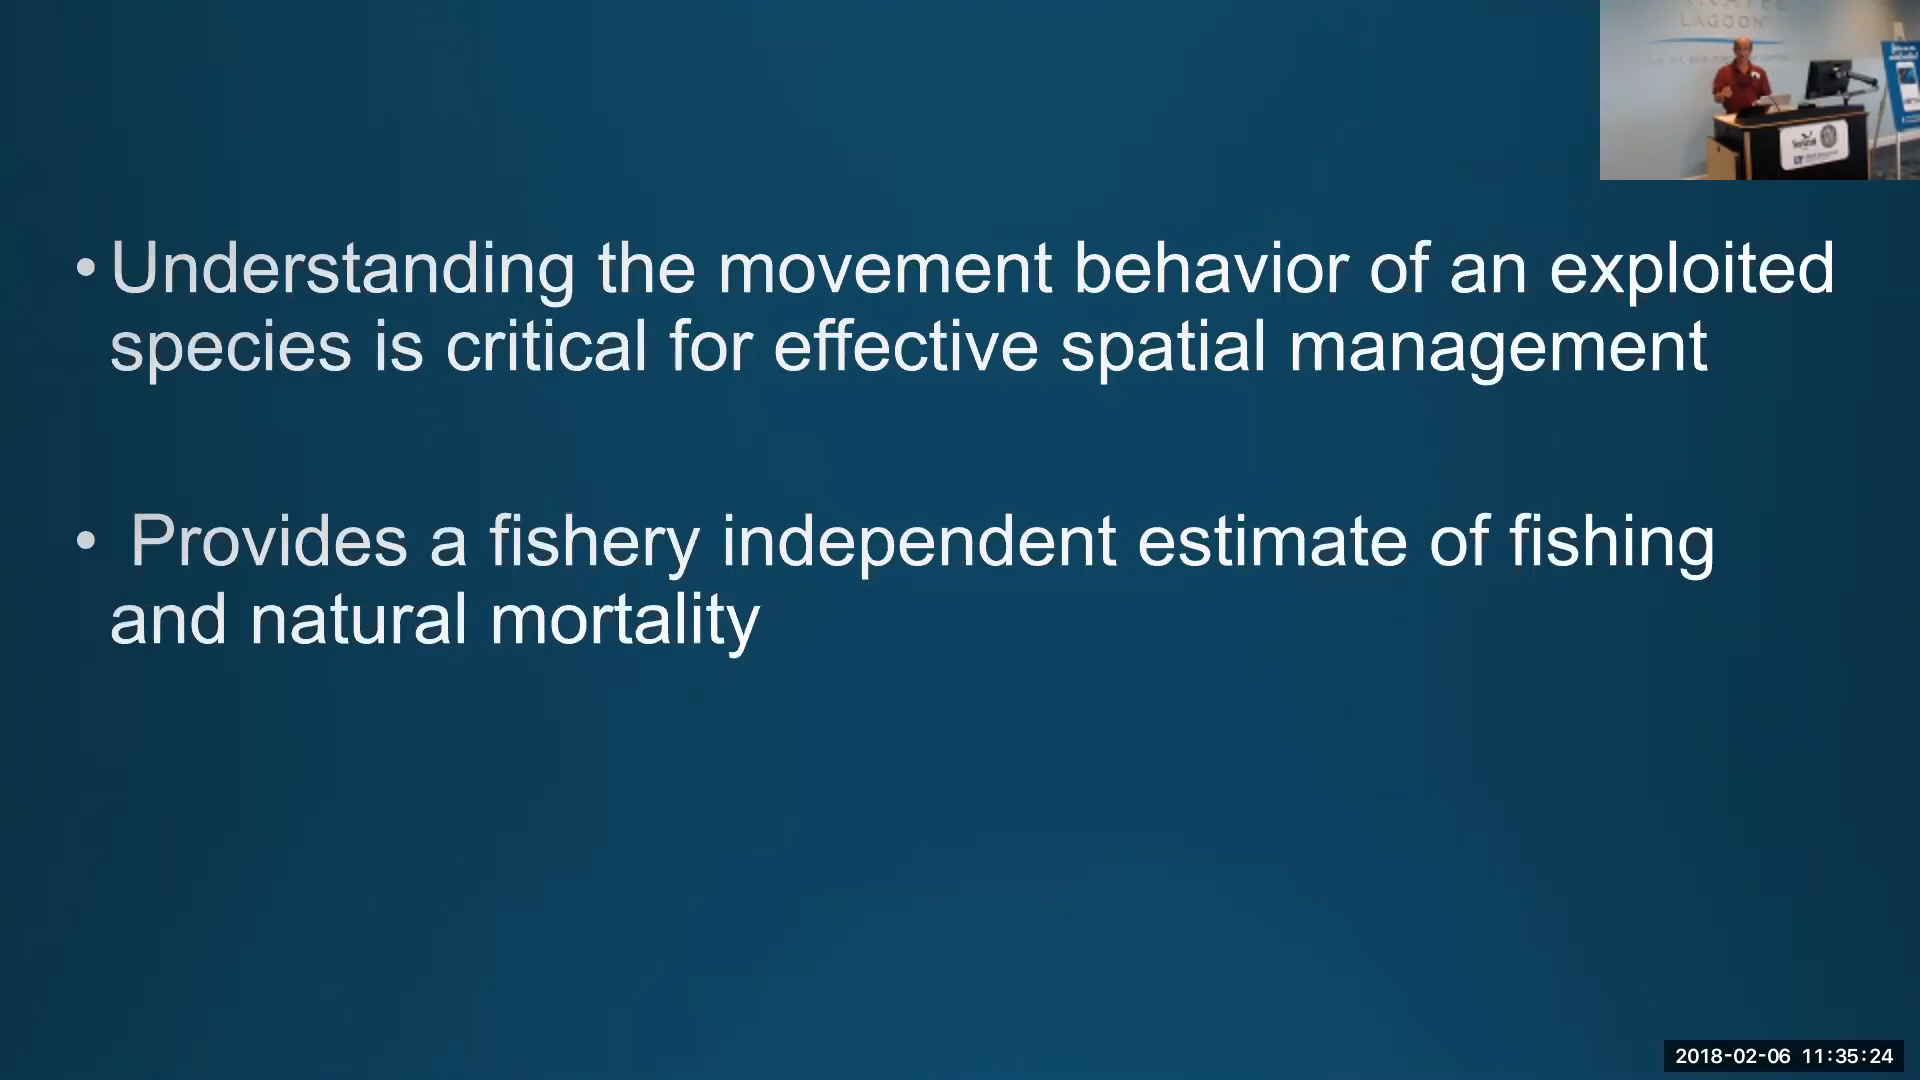 LAGOON
• Understanding the movement behavior of an exploited
species is critical for effective spatial management
• Provides a fishery independent estimate of fishing
and natural mortality
2018-02-06 11:35:24